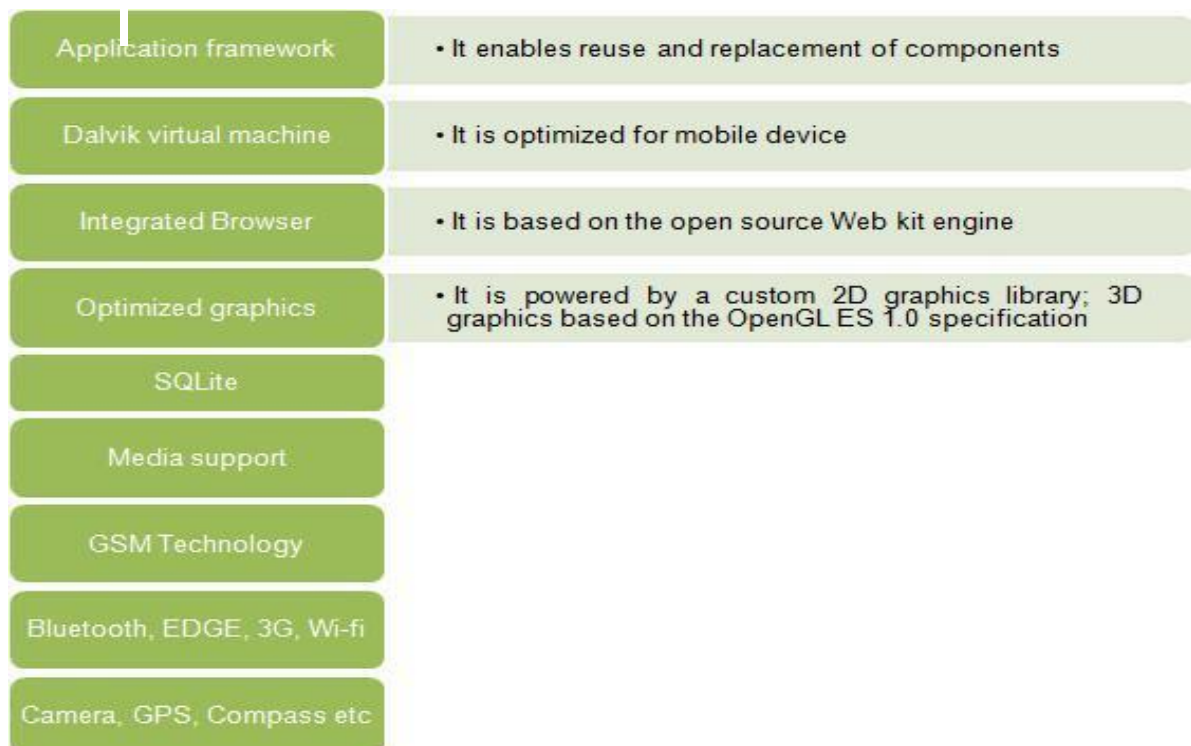 Application framework
• It enables reuse and replacement of components
Dalvik virtual machine
• It is optimized for mobile device
Integrated Browser
• It is based on the open source Web kit engine
Optimized graphics
• It is powered by a custom 2D graphics library; 3D
graphics based on the OpenGL ES 1.0 specification
SQLite
Media support
GSM Technology
Bluetooth, EDGE, 3G, Wi-fi
Camera, GPS, Compass etc